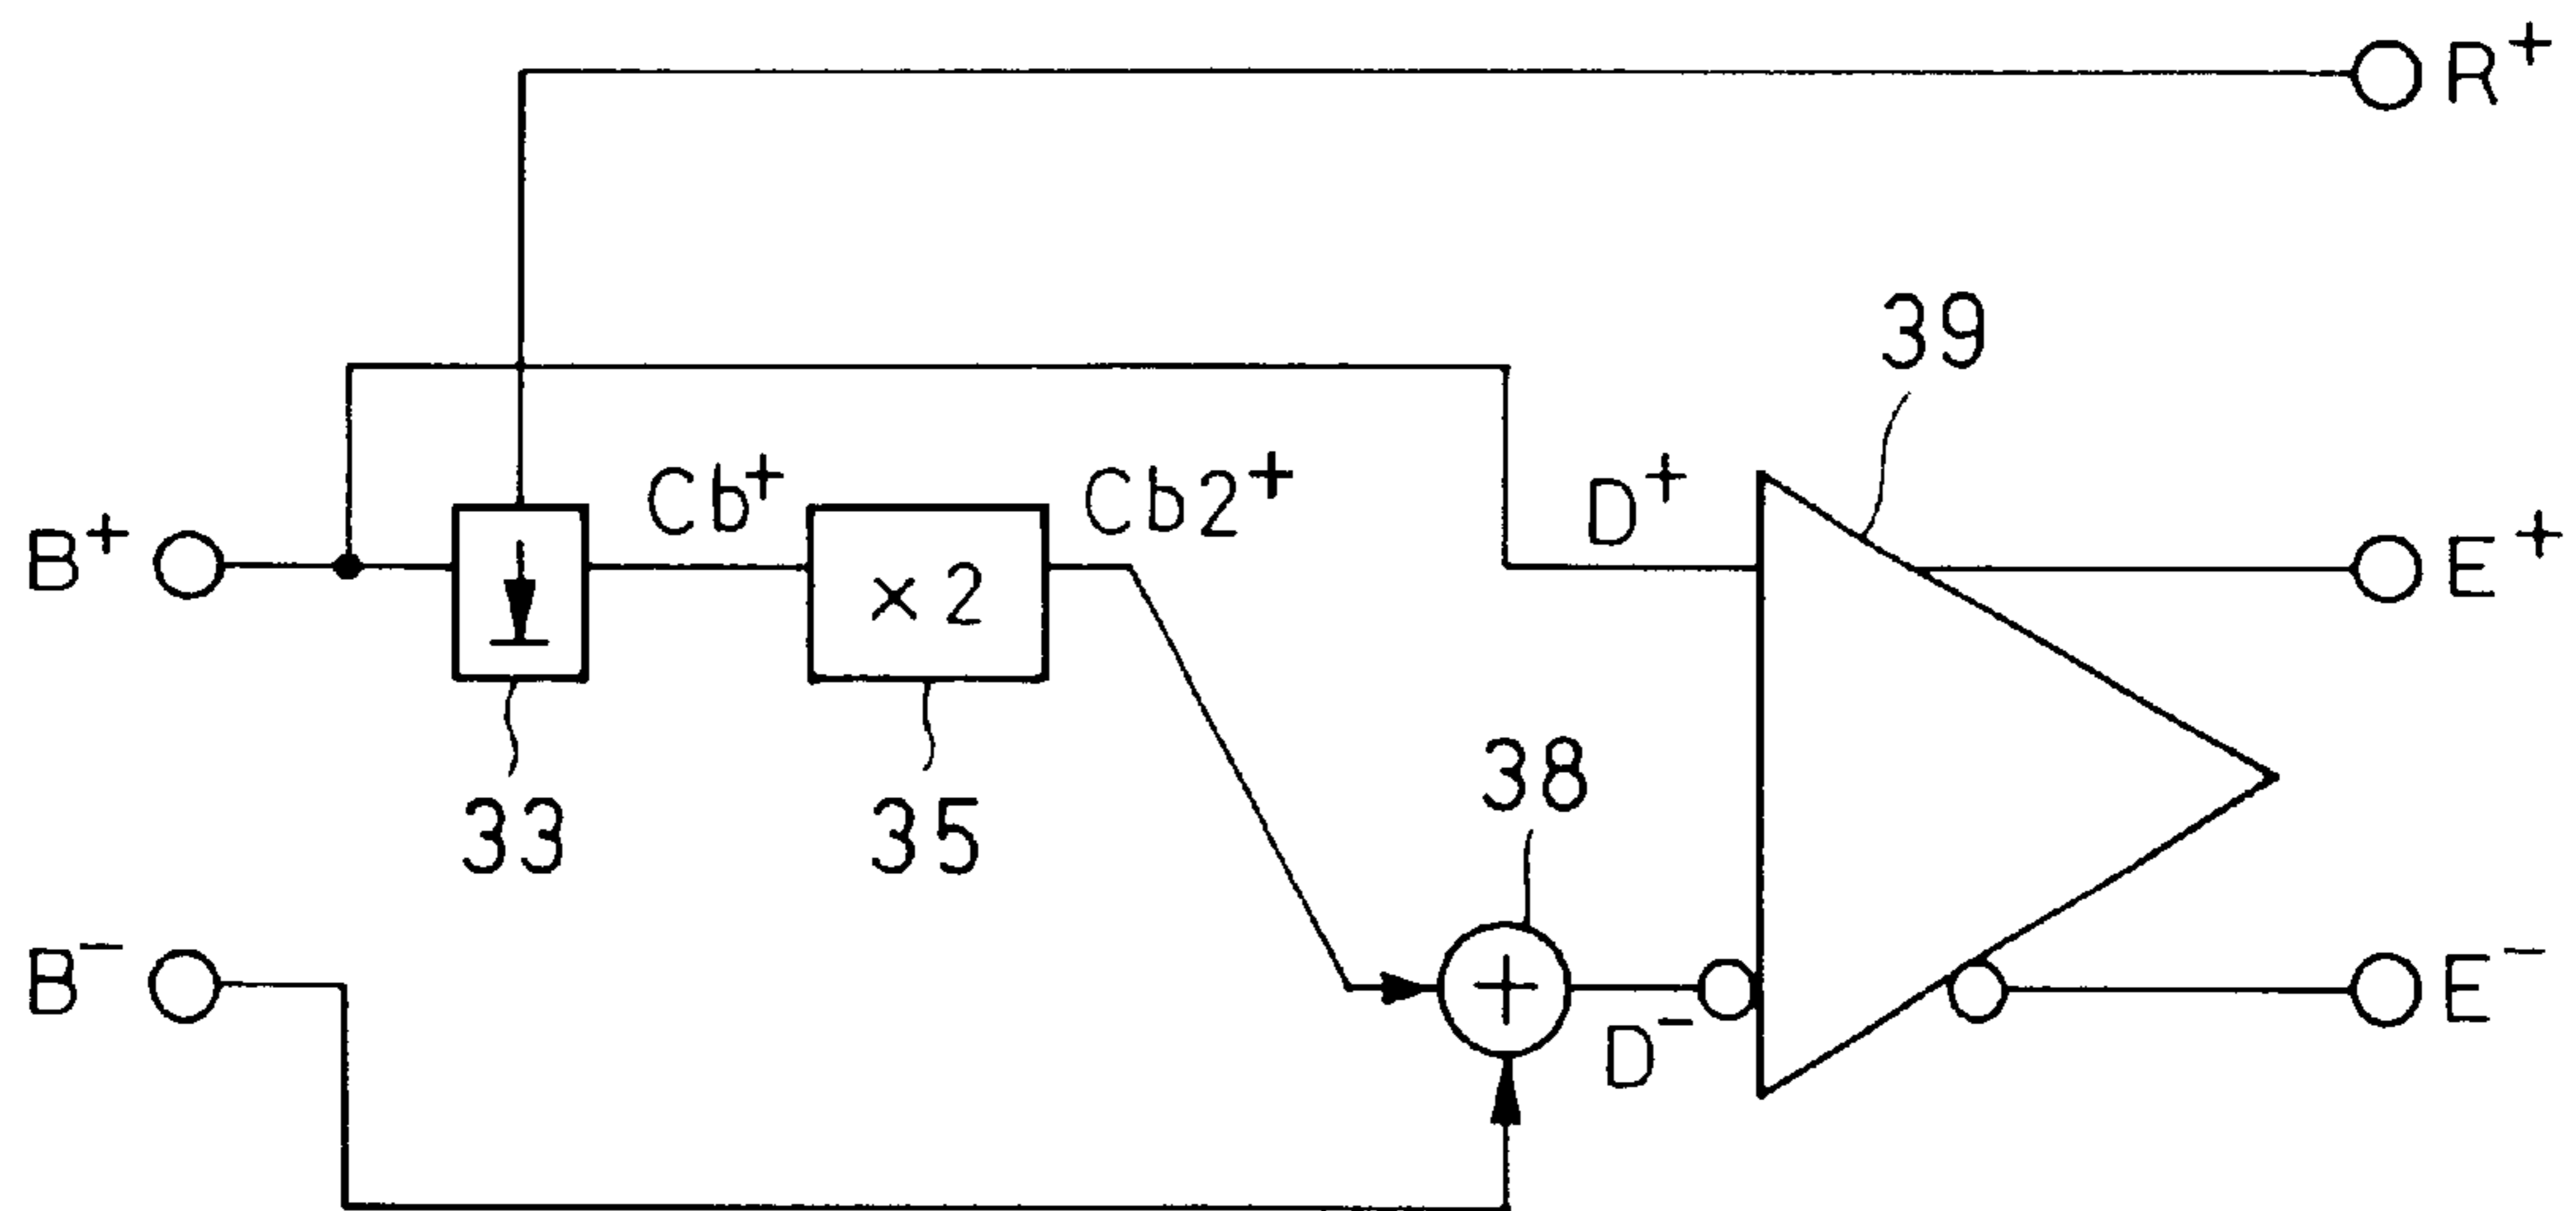 R+
39
Cb+
Cb2+
D+
B+
×2
E+
33
35
38
B-
D-
E-
+